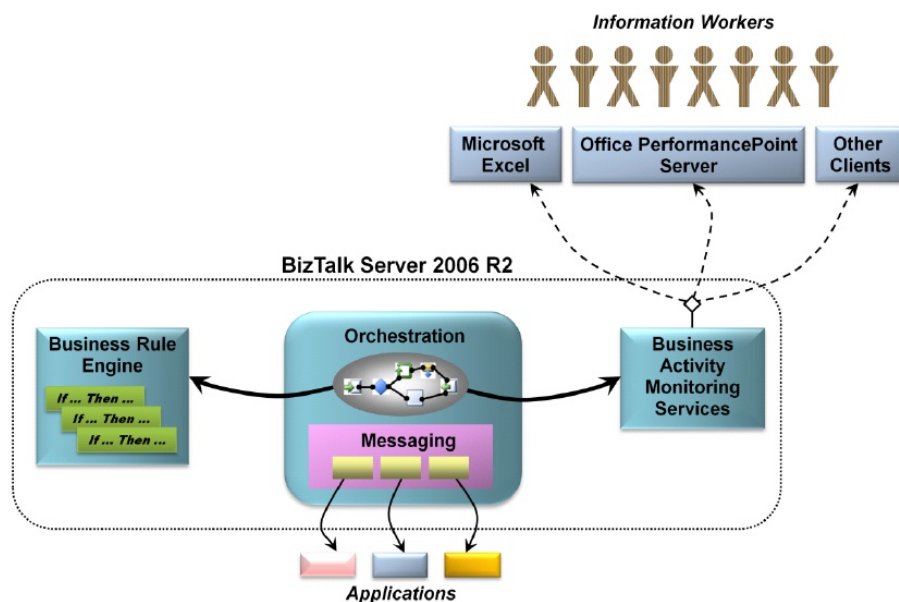 Information Workers
Microsoft
Excel
Office PerformancePoint
Server
Other
Clients
BizTalk Server 2006 R2
Business Rule
Engine
If ... Then ...
If ... Then ...
If ... Then ...
Orchestration
Messaging
Business
Activity
Monitoring
Services
Applications